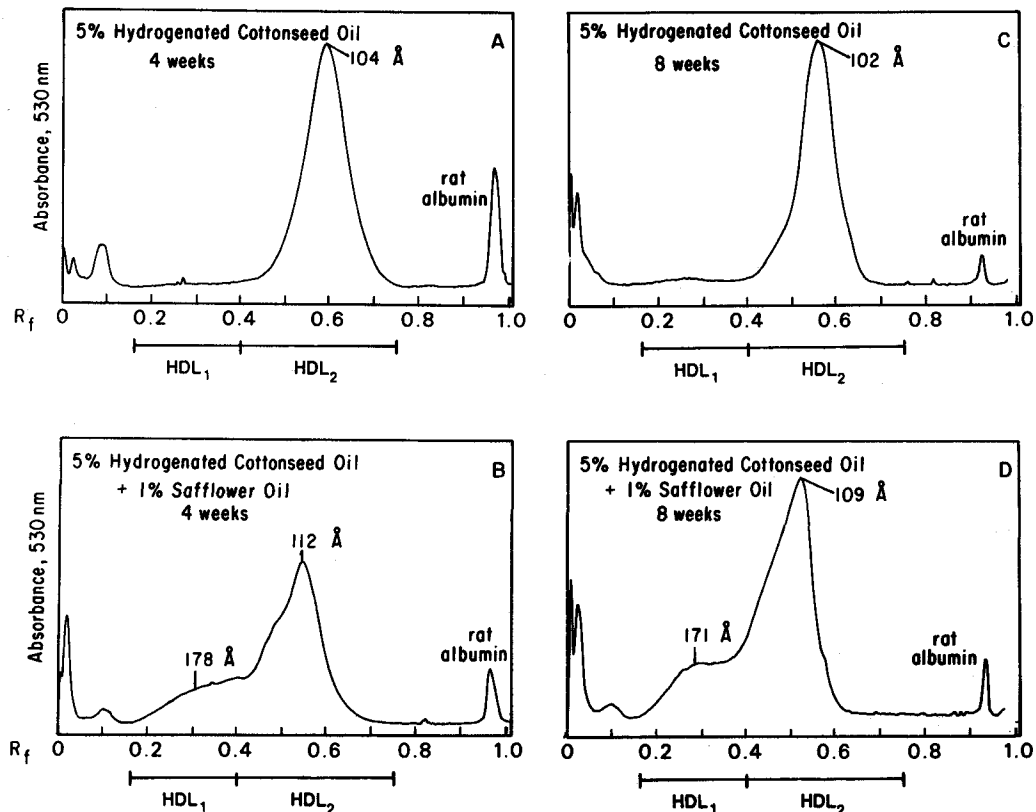 5% Hydrogenated Cottonseed Oil
4 weeks
A
104 Å
rat
albumin
Absorbance, 530 nm
Rf
0 0.2 0.4 0.6 0.8 1.0
HDL1 HDL2
5% Hydrogenated Cottonseed Oil
8 weeks
C
102 Å
rat
albumin
0 0.2 0.4 0.6 0.8 1.0
HDL1 HDL2
5% Hydrogenated Cottonseed Oil
+ 1% Safflower Oil
4 weeks
B
112 Å
178 Å
rat
albumin
Absorbance, 530 nm
Rf
0 0.2 0.4 0.6 0.8 1.0
HDL1 HDL2
5% Hydrogenated Cottonseed Oil
+ 1% Safflower Oil
8 weeks
D
109 Å
171 Å
rat
albumin
0 0.2 0.4 0.6 0.8 1.0
HDL1 HDL2